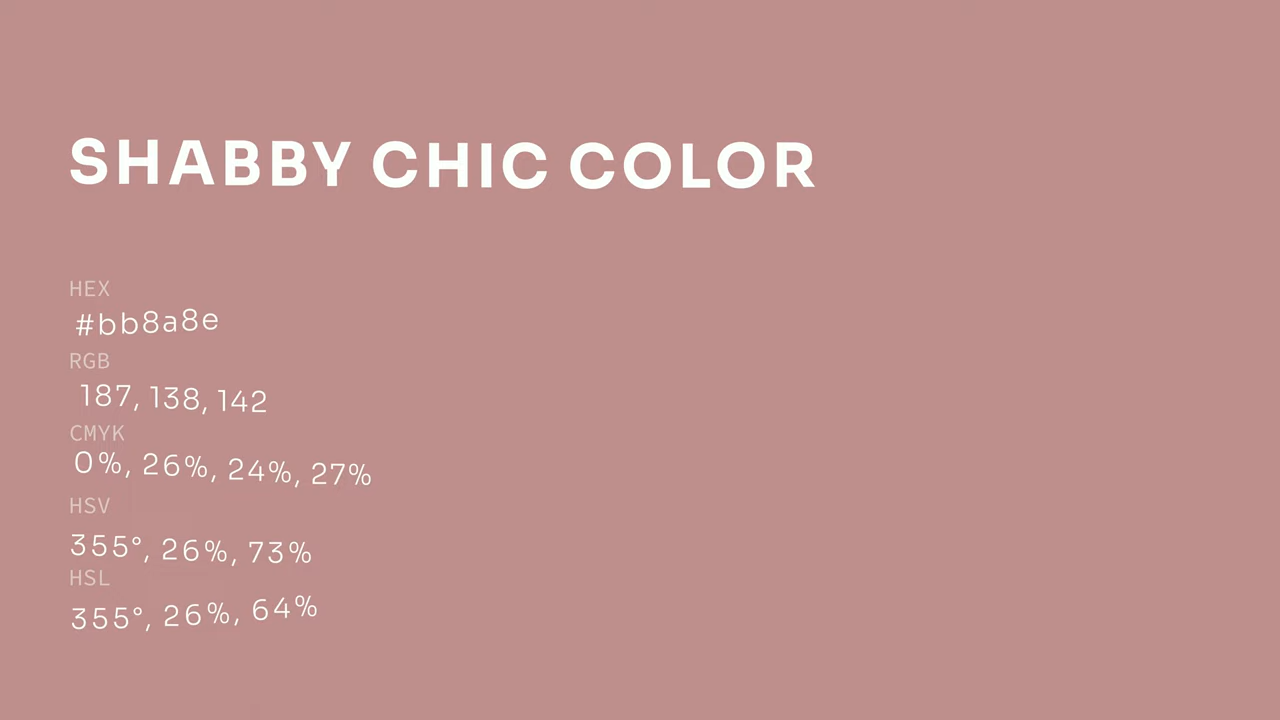 SHABBY CHIC COLOR
HEX
#bb8a8e
RGB
187, 138, 142
CMYK
0%, 26%, 24%, 27%
HSV
355°, 26%, 73%
HSL
355°, 26%, 64%